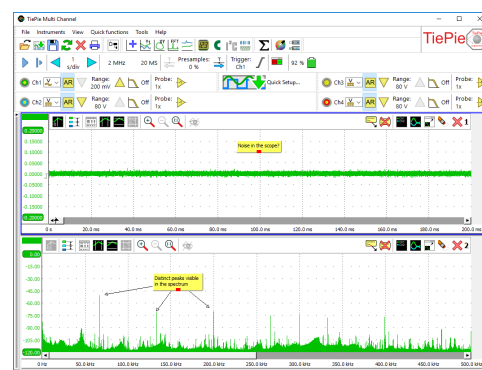 TiePie Multi Channel
File Instruments View Quick functions Tools Help
TiePie
1
s/div
2 MHz
20 MS
Presamples:
0 %
Trigger:
Ch1
92 %
Ch1
AR
Range:
200 mV
Off
Probe:
1x
Quick Setup...
Ch3
AR
Range:
80 V
Off
Probe:
1x
Ch2
AR
Range:
80 V
Off
Probe:
1x
Ch4
AR
Range:
80 V
Off
Probe:
1x
1
0.20000
0.15000
0.10000
0.05000
0.00000
-0.05000
-0.10000
-0.15000
-0.20000
Noise in the scope?
0 s 20.0 ms 40.0 ms 60.0 ms 80.0 ms 100.0 ms 120.0 ms 140.0 ms 160.0 ms 180.0 ms 200.0 ms
2
0.00
-15.00
-30.00
-45.00
-60.00
-75.00
-90.00
-105.00
-120.00
Distinct peaks visible
in the spectrum
0 Hz 50.0 kHz 100.0 kHz 150.0 kHz 200.0 kHz 250.0 kHz 300.0 kHz 350.0 kHz 400.0 kHz 450.0 kHz 500.0 kHz